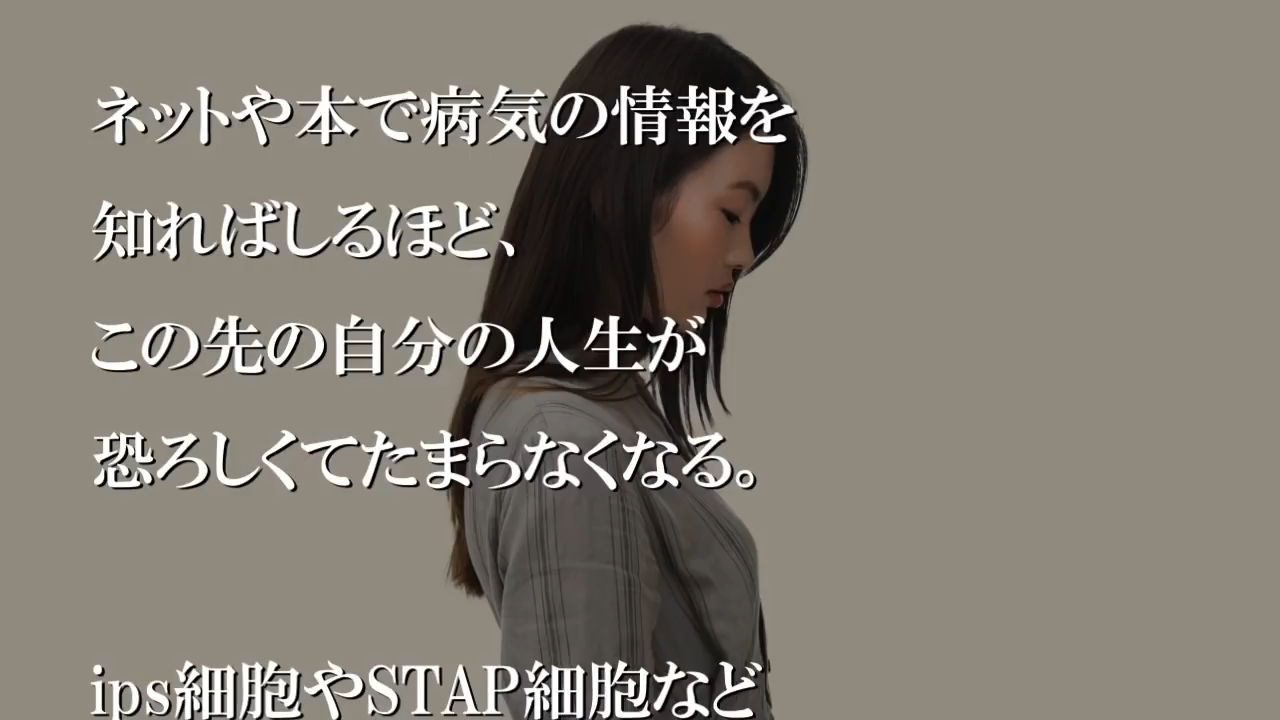 ネットや本で病気の情報を
知ればしるほど、
この先の自分の人生が
恐ろしくてたまらなくなる。
ips細胞やSTAP細胞など